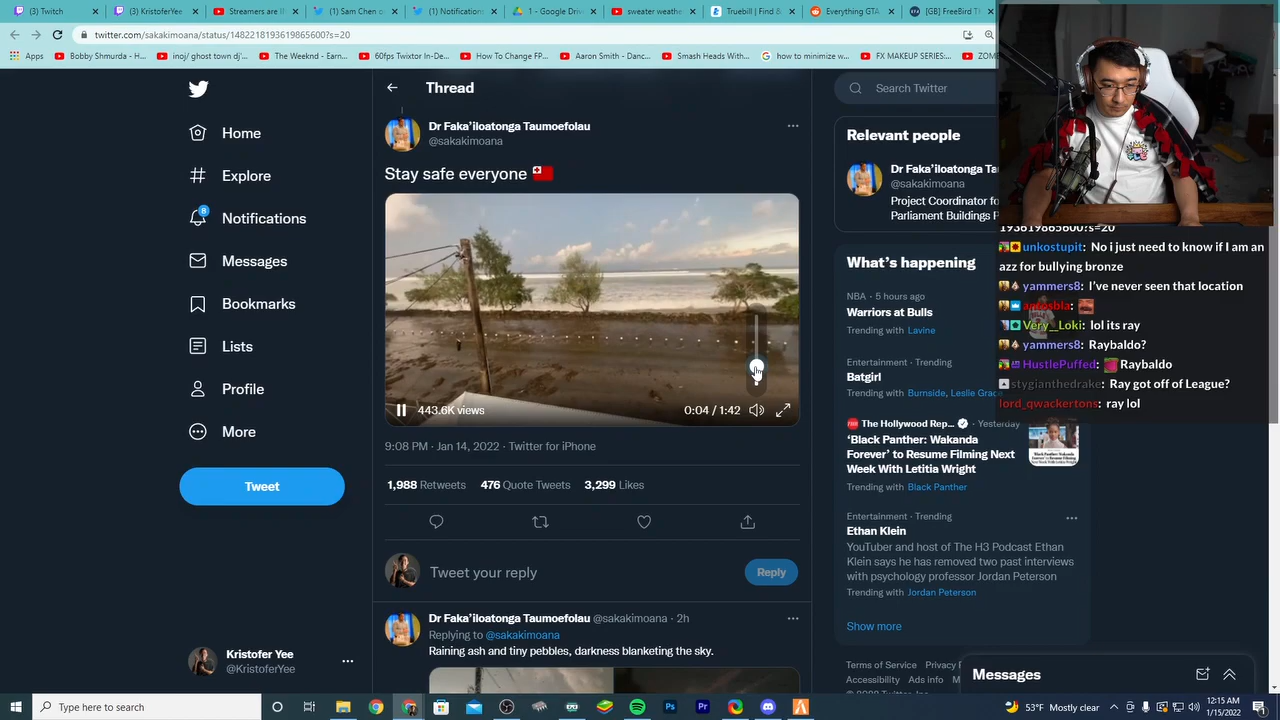 (3) Twitch
(3) KristoferYee
Streamers are II
(1) Sam Chen o
(1) Notifications
1 - Google Driv
sweater weathe
Truebill | Find &
Everything GTA
[GB] FreeBird Th
twitter.com/sakakimoana/status/1482218193619865600?s=20
Apps
Bobby Shmurda - H...
inoj/ ghost town dj'...
The Weeknd - Earn...
60fps Twixtor In-De...
How To Change FP...
Aaron Smith - Danc...
Smash Heads With...
how to minimize w
FX MAKEUP SERIES:...
ZOM
Home
Explore
8
Notifications
Messages
Bookmarks
Lists
Profile
More
Tweet
Kristofer Yee
@KristoferYee
Thread
Dr Faka'iloatonga Taumoefolau
@sakakimoana
Stay safe everyone
443.6K views
0:04 / 1:42
9:08 PM · Jan 14, 2022 · Twitter for iPhone
1,988 Retweets 476 Quote Tweets 3,299 Likes
Tweet your reply
Reply
Dr Faka'iloatonga Taumoefolau @sakakimoana · 2h
Replying to @sakakimoana
Raining ash and tiny pebbles, darkness blanketing the sky.
Search Twitter
Relevant people
Dr Faka'iloatonga Ta
@sakakimoana
Project Coordinator fo
Parliament Buildings P
What's happening
NBA · 5 hours ago
Warriors at Bulls
Trending with Lavine
Entertainment · Trending
Batgirl
Trending with Burnside, Leslie Grac
The Hollywood Rep... · Yesterday
'Black Panther: Wakanda
Forever' to Resume Filming Next
Week With Letitia Wright
Trending with Black Panther
Entertainment · Trending
Ethan Klein
YouTuber and host of The H3 Podcast Ethan
Klein says he has removed two past interviews
with psychology professor Jordan Peterson
Trending with Jordan Peterson
Show more
Terms of Service Privacy P
Accessibility Ads info M
Messages
193619865600?s=20
unkostupit: No i just need to know if I am an
azz for bullying bronze
yammers8: I've never seen that location
Very__Loki: lol its ray
yammers8: Raybaldo?
HustlePuffed: Raybaldo
stygianthedrake: Ray got off of League?
lord_qwackertons: ray lol
Type here to search
Ps
Pr
53°F Mostly clear
12:15 AM
1/15/2022